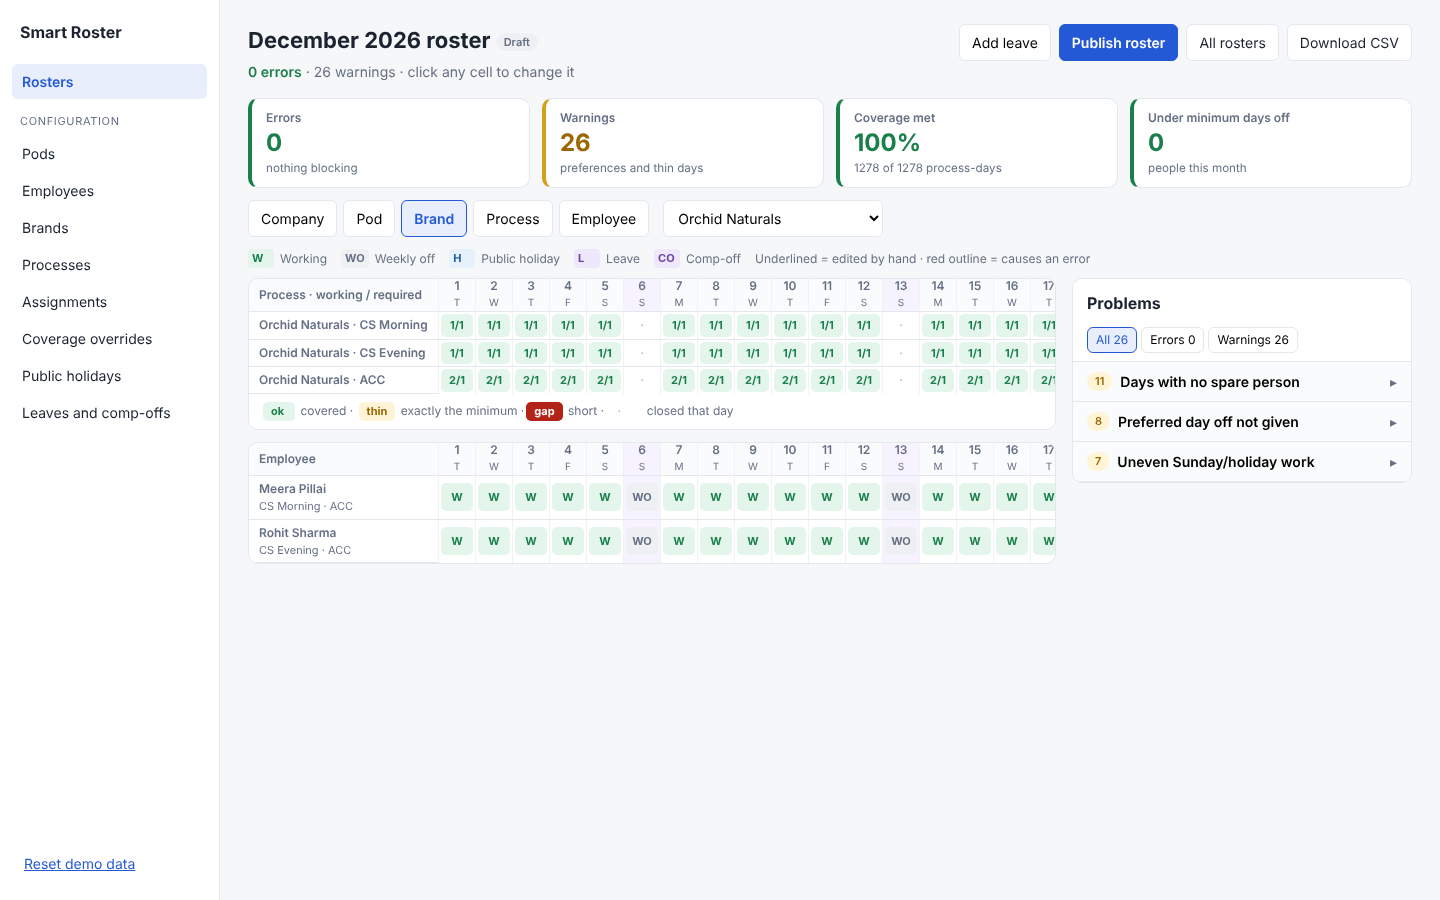 Smart Roster
Rosters
CONFIGURATION
Pods
Employees
Brands
Processes
Assignments
Coverage overrides
Public holidays
Leaves and comp-offs
Reset demo data
December 2026 roster Draft
0 errors · 26 warnings · click any cell to change it
Add leave Publish roster All rosters Download CSV
Errors
0
nothing blocking
Warnings
26
preferences and thin days
Coverage met
100%
1278 of 1278 process-days
Under minimum days off
0
people this month
Company Pod Brand Process Employee Orchid Naturals
W Working WO Weekly off H Public holiday L Leave CO Comp-off Underlined = edited by hand · red outline = causes an error
Process · working / required 1 2 3 4 5 6 7 8 9 10 11 12 13 14 15 16 17
T W T F S S M T W T F S S M T W T
Orchid Naturals · CS Morning 1/1 1/1 1/1 1/1 1/1 · 1/1 1/1 1/1 1/1 1/1 1/1 · 1/1 1/1 1/1 1/1
Orchid Naturals · CS Evening 1/1 1/1 1/1 1/1 1/1 · 1/1 1/1 1/1 1/1 1/1 1/1 · 1/1 1/1 1/1 1/1
Orchid Naturals · ACC 2/1 2/1 2/1 2/1 2/1 · 2/1 2/1 2/1 2/1 2/1 2/1 · 2/1 2/1 2/1 2/1
ok covered · thin exactly the minimum · gap short · · closed that day
Employee 1 2 3 4 5 6 7 8 9 10 11 12 13 14 15 16 17
T W T F S S M T W T F S S M T W T
Meera Pillai
CS Morning · ACC
W W W W W WO W W W W W W WO W W W W
Rohit Sharma
CS Evening · ACC
W W W W W WO W W W W W W WO W W W W
Problems
All 26 Errors 0 Warnings 26
11 Days with no spare person ▸
8 Preferred day off not given ▸
7 Uneven Sunday/holiday work ▸